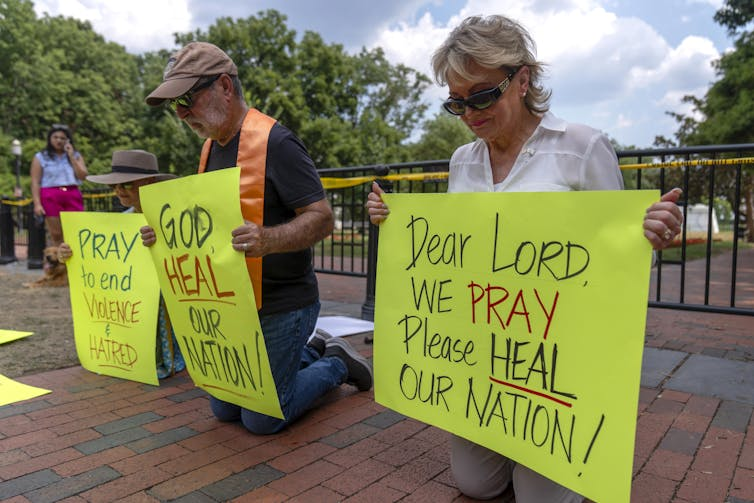 PRAY
to end
VIOLENCE
&
HATRED
GOD,
HEAL
OUR
NATION!
Dear LORD,
WE PRAY
Please HEAL
OUR NATION!